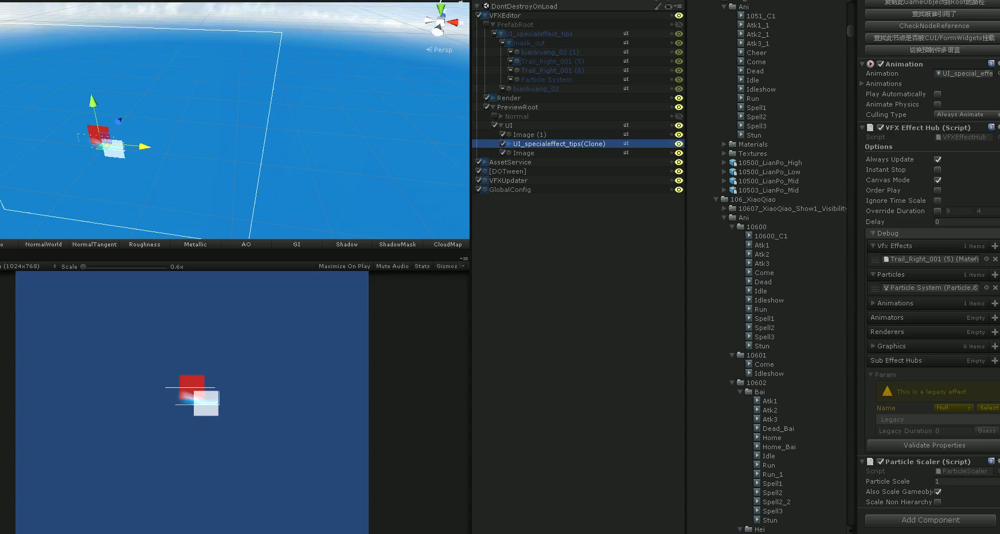 Persp
NormalWorld
NormalTangent
Roughness
Metallic
AO
GI
Shadow
ShadowMask
CloudMap
(1024x768)
Scale
0.6x
Maximize On Play
Mute Audio
Stats
Gizmos
DontDestroyOnLoad
VFXEditor
PrefabRoot
UI_specialeffect_tips
mask_cut
biankuang_02 (1)
Trail_Right_001 (5)
Trail_Right_001 (6)
Particle System
biankuang_02
Render
PreviewRoot
Normal
UI
Image (1)
UI_specialeffect_tips(Clone)
Image
AssetService
[DOTween]
VFXUpdater
GlobalConfig
Ani
1051_C1
Atk1_1
Atk2_1
Atk3_1
Cheer
Come
Dead
Idle
Idleshow
Run
Spell1
Spell2
Spell3
Stun
Materials
Textures
10500_LianPo_High
10500_LianPo_Low
10500_LianPo_Mid
10503_LianPo_Mid
106_XiaoQiao
10607_XiaoQiao_Show1_Visibility
Ani
10600
10600_C1
Atk1
Atk2
Atk3
Come
Dead
Idle
Idleshow
Run
Spell1
Spell2
Spell3
Stun
10601
Come
Idleshow
10602
Bai
Atk1
Atk2
Atk3
Dead_Bai
Home
Home_Bai
Idle
Run
Run_1
Spell1
Spell2
Spell2_2
Spell3
Stun
Hei
复制此GameObject到Root的路径
查找被谁引用了
CheckNodeReference
查找此节点是否被CUI/FormWidgets挂载
切换预制件多语言
Animation
Animation UI_special_effe
Animations
Play Automatically
Animate Physics
Culling Type Always Animate
VFX Effect Hub (Script)
Script VFXEffectHub
Options
Always Update
Instant Stop
Canvas Mode
Order Play
Ignore Time Scale
Override Duration 9 4
Delay 0
Debug
Vfx Effects 1 items
Trail_Right_001 (5) (Materi
Particles 1 items
Particle System (Particle S
Animations 1 items
Animators Empty
Renderers Empty
Graphics 6 items
Sub Effect Hubs Empty
Param
This is a legacy effect
Name Null Select
Legacy
Legacy Duration 0 Guess
Validate Properties
Particle Scaler (Script)
Script ParticleScaler
Particle Scale 1
Also Scale Gameobj
Scale Non Hierarchy
Add Component